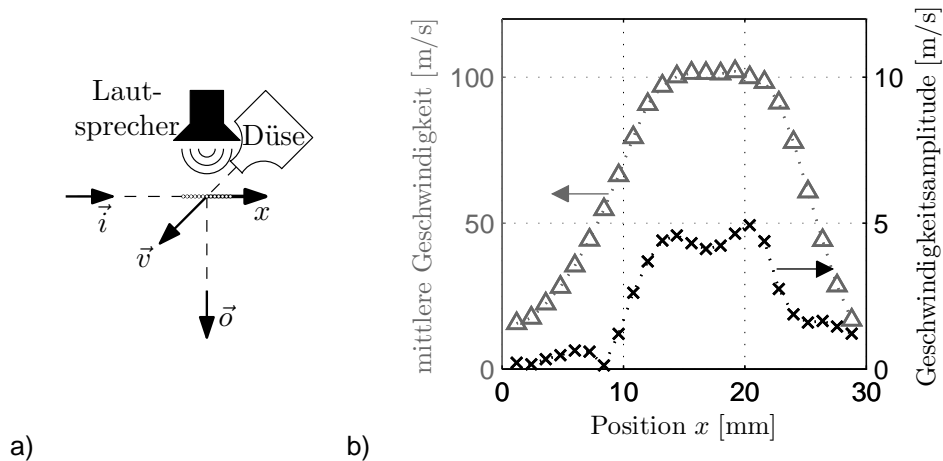 Laut-
sprecher
Düse
x
i⃗
v⃗
o⃗
a)
mittlere Geschwindigkeit [m/s]
100
50
0
Geschwindigkeitsamplitude [m/s]
10
5
0
0 10 20 30
Position x [mm]
b)